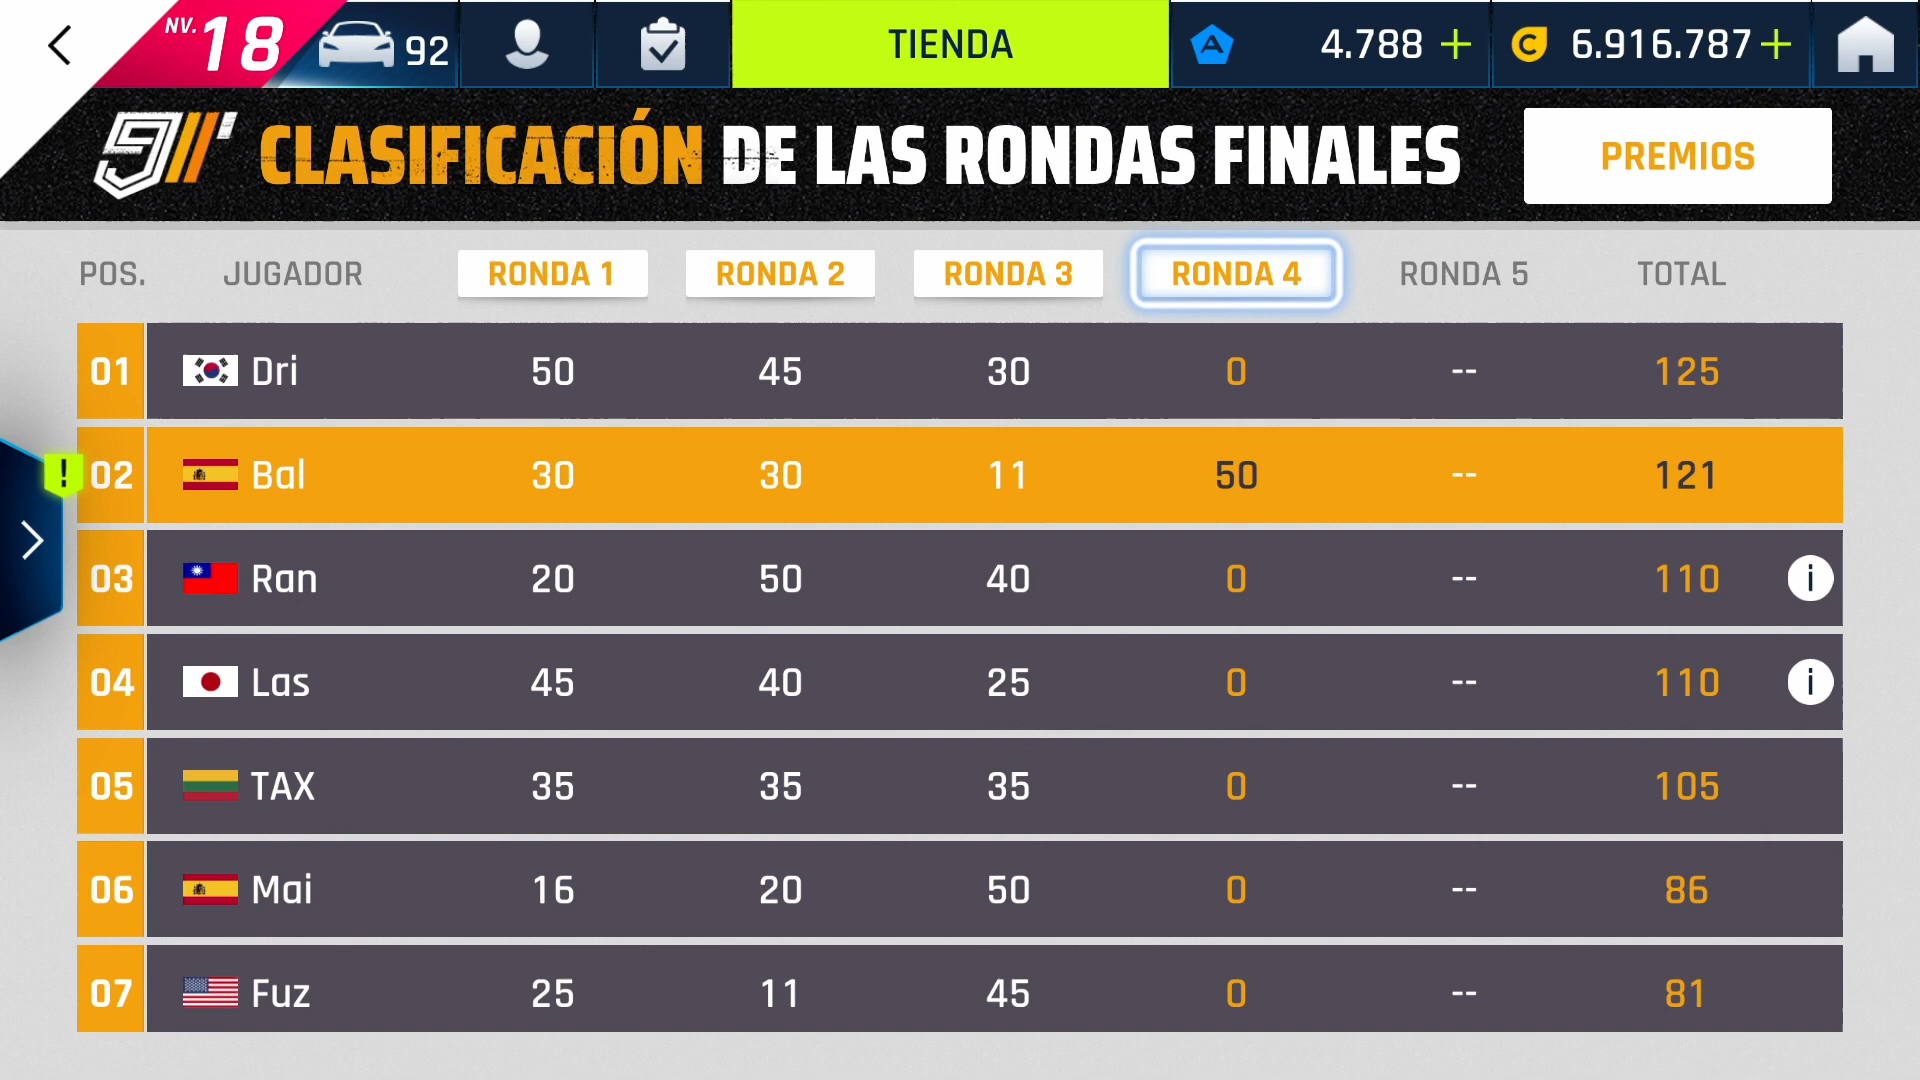 NV. 18 92 TIENDA 4.788 + 6.916.787 +
9 CLASIFICACIÓN DE LAS RONDAS FINALES PREMIOS
POS. JUGADOR RONDA 1 RONDA 2 RONDA 3 RONDA 4 RONDA 5 TOTAL
01 Dri 50 45 30 0 -- 125
! 02 Bal 30 30 11 50 -- 121
03 Ran 20 50 40 0 -- 110 i
04 Las 45 40 25 0 -- 110 i
05 TAX 35 35 35 0 -- 105
06 Mai 16 20 50 0 -- 86
07 Fuz 25 11 45 0 -- 81